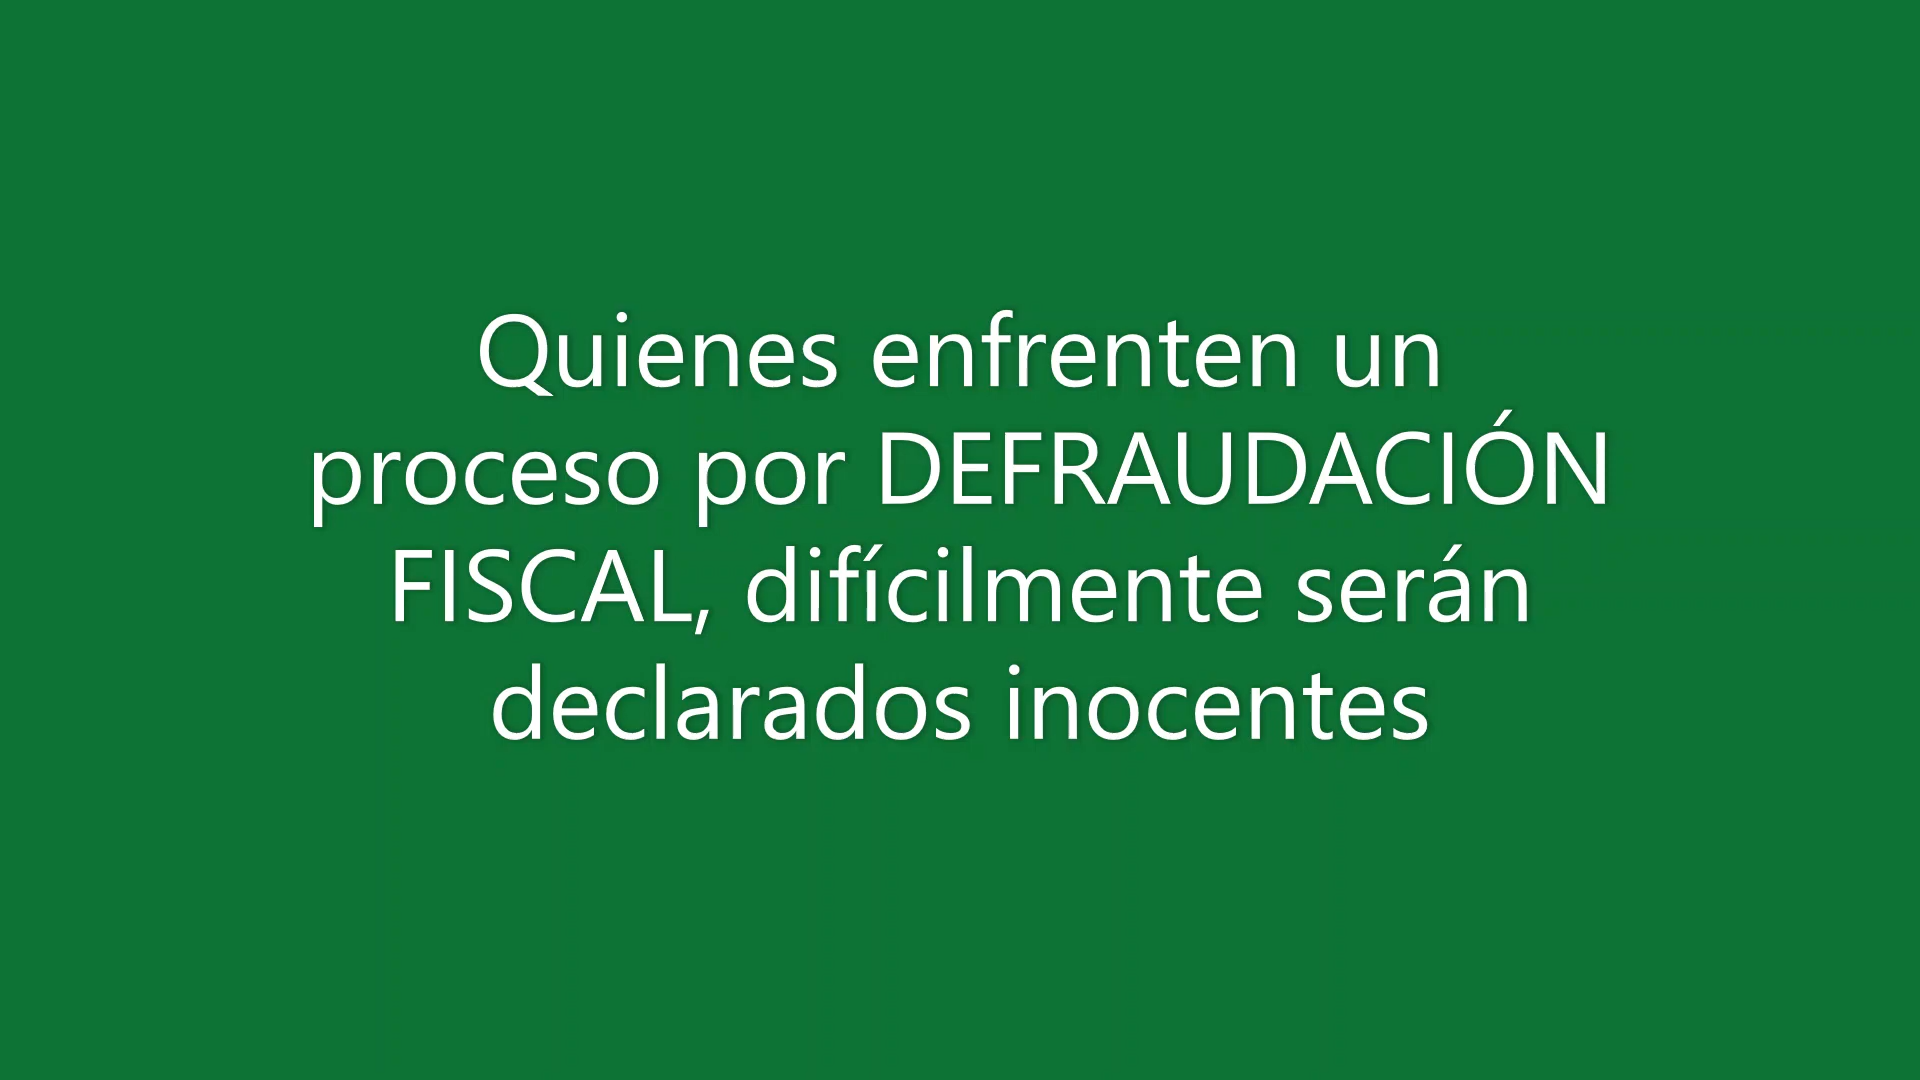 Quienes enfrenten un
proceso por DEFRAUDACIÓN
FISCAL, difícilmente serán
declarados inocentes